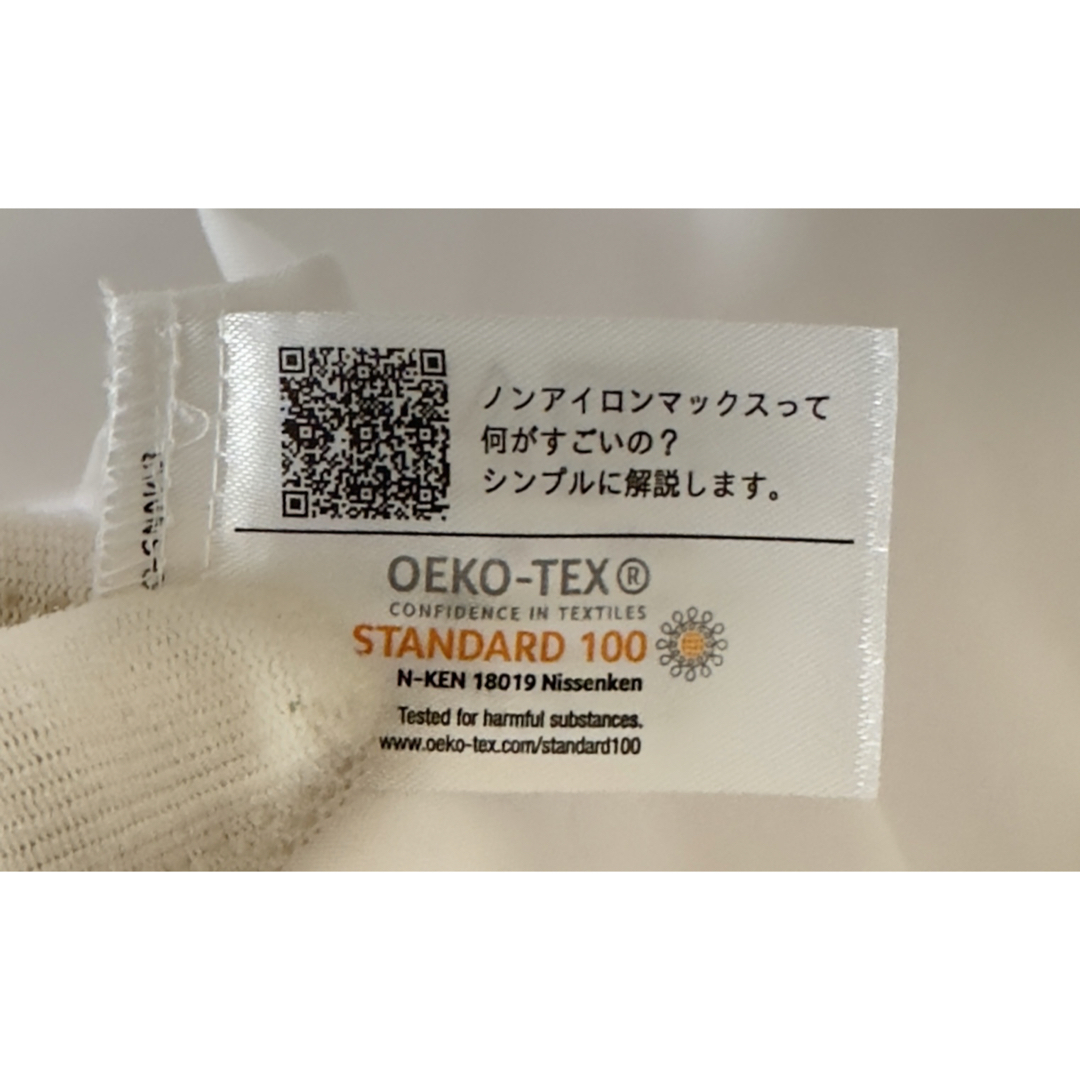 ノンアイロンマックスって
何がすごいの？
シンプルに解説します。
OEKO-TEX®
CONFIDENCE IN TEXTILES
STANDARD 100
N-KEN 18019 Nissenken
Tested for harmful substances.
www.oeko-tex.com/standard100